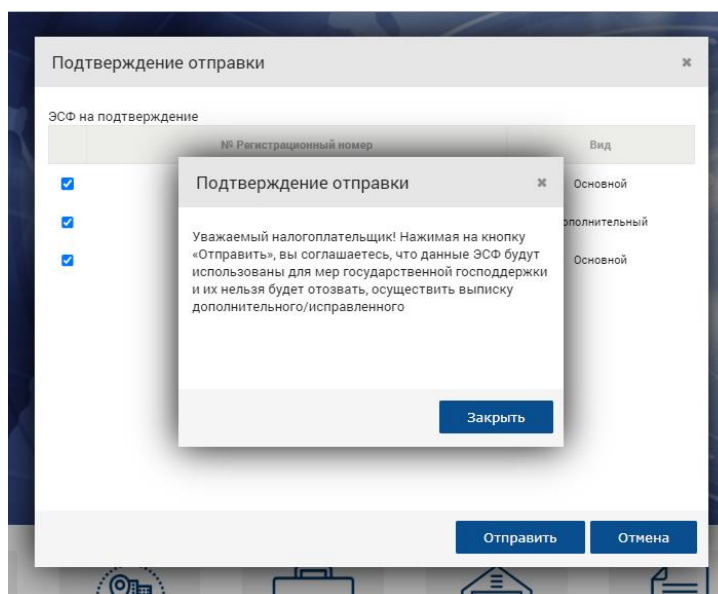 Подтверждение отправки
ЭСФ на подтверждение
№ Регистрационный номер Вид
Основной
Основной
Подтверждение отправки
Уважаемый налогоплательщик! Нажимая на кнопку
«Отправить», вы соглашаетесь, что данные ЭСФ будут
использованы для мер государственной господдержки
и их нельзя будет отозвать, осуществить выписку
дополнительного/исправленного
Закрыть
Отправить Отмена